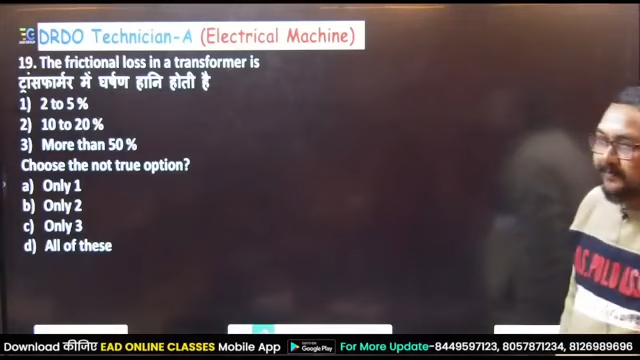 EG DRDO Technician-A (Electrical Machine)
19. The frictional loss in a transformer is
ट्रांसफार्मर में घर्षण हानि होती है
1) 2 to 5 %
2) 10 to 20 %
3) More than 50 %
Choose the not true option?
a) Only 1
b) Only 2
c) Only 3
d) All of these
U.S. POLO ASS
Download कीजिए EAD ONLINE CLASSES Mobile App GET IT ON Google Play For More Update-8449597123, 8057871234, 8126989696